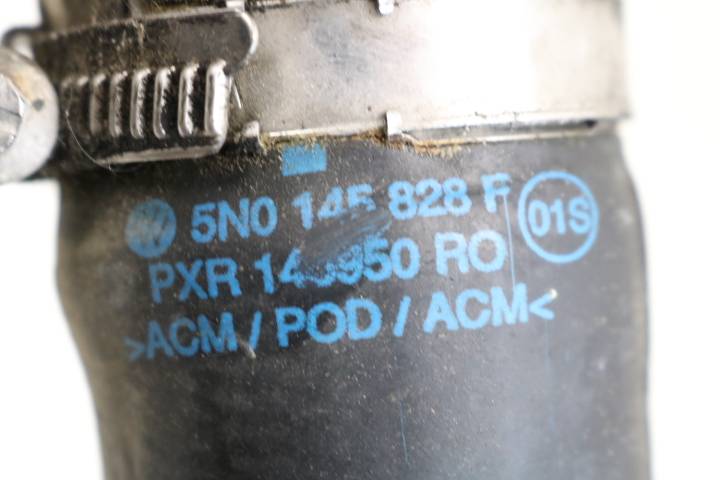 5N0 145 828 F 01S
PXR RO
>ACM / POD / ACM<